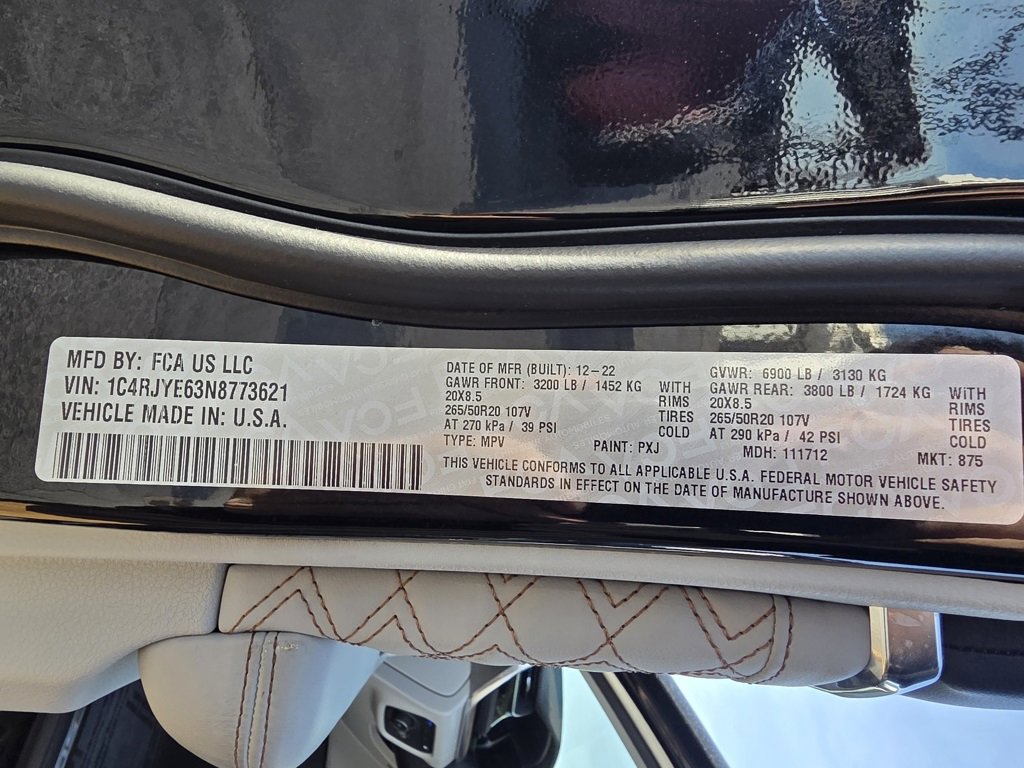 MFD BY: FCA US LLC
VIN: 1C4RJYE63N8773621
VEHICLE MADE IN: U.S.A.
DATE OF MFR (BUILT): 12-22
GAWR FRONT: 3200 LB / 1452 KG WITH
20X8.5 RIMS
265/50R20 107V TIRES
AT 270 kPa / 39 PSI COLD
TYPE: MPV PAINT: PXJ
GVWR: 6900 LB / 3130 KG
GAWR REAR: 3800 LB / 1724 KG WITH
20X8.5 RIMS
265/50R20 107V TIRES
AT 290 kPa / 42 PSI COLD
MDH: 111712 MKT: 875
THIS VEHICLE CONFORMS TO ALL APPLICABLE U.S.A. FEDERAL MOTOR VEHICLE SAFETY
STANDARDS IN EFFECT ON THE DATE OF MANUFACTURE SHOWN ABOVE.